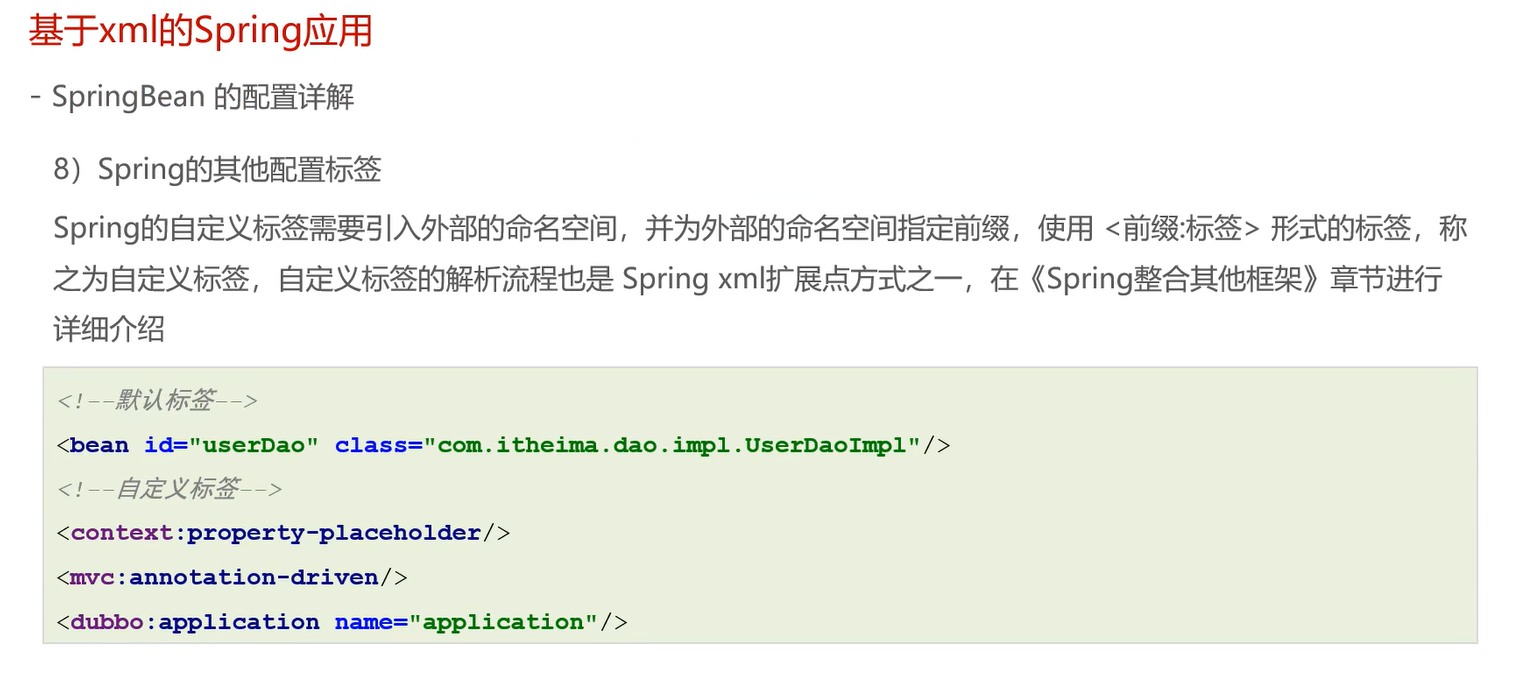 基于xml的Spring应用
- SpringBean 的配置详解
8）Spring的其他配置标签
Spring的自定义标签需要引入外部的命名空间，并为外部的命名空间指定前缀，使用 <前缀:标签> 形式的标签，称
之为自定义标签，自定义标签的解析流程也是 Spring xml扩展点方式之一，在《Spring整合其他框架》章节进行
详细介绍
<!--默认标签-->
<bean id="userDao" class="com.itheima.dao.impl.UserDaoImpl"/>
<!--自定义标签-->
<context:property-placeholder/>
<mvc:annotation-driven/>
<dubbo:application name="application"/>